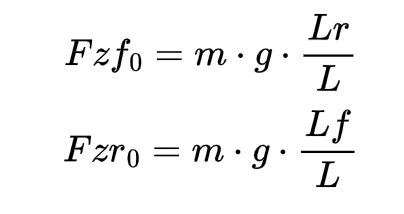 Fzf₀ = m · g · Lr/L
Fzr₀ = m · g · Lf/L